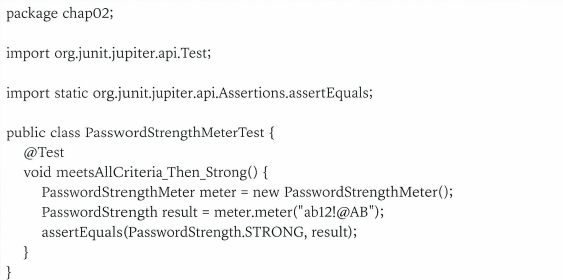 package chap02;
import org.junit.jupiter.api.Test;
import static org.junit.jupiter.api.Assertions.assertEquals;
public class PasswordStrengthMeterTest {
@Test
void meetsAllCriteria_Then_Strong() {
PasswordStrengthMeter meter = new PasswordStrengthMeter();
PasswordStrength result = meter.meter("ab12!@AB");
assertEquals(PasswordStrength.STRONG, result);
}
}